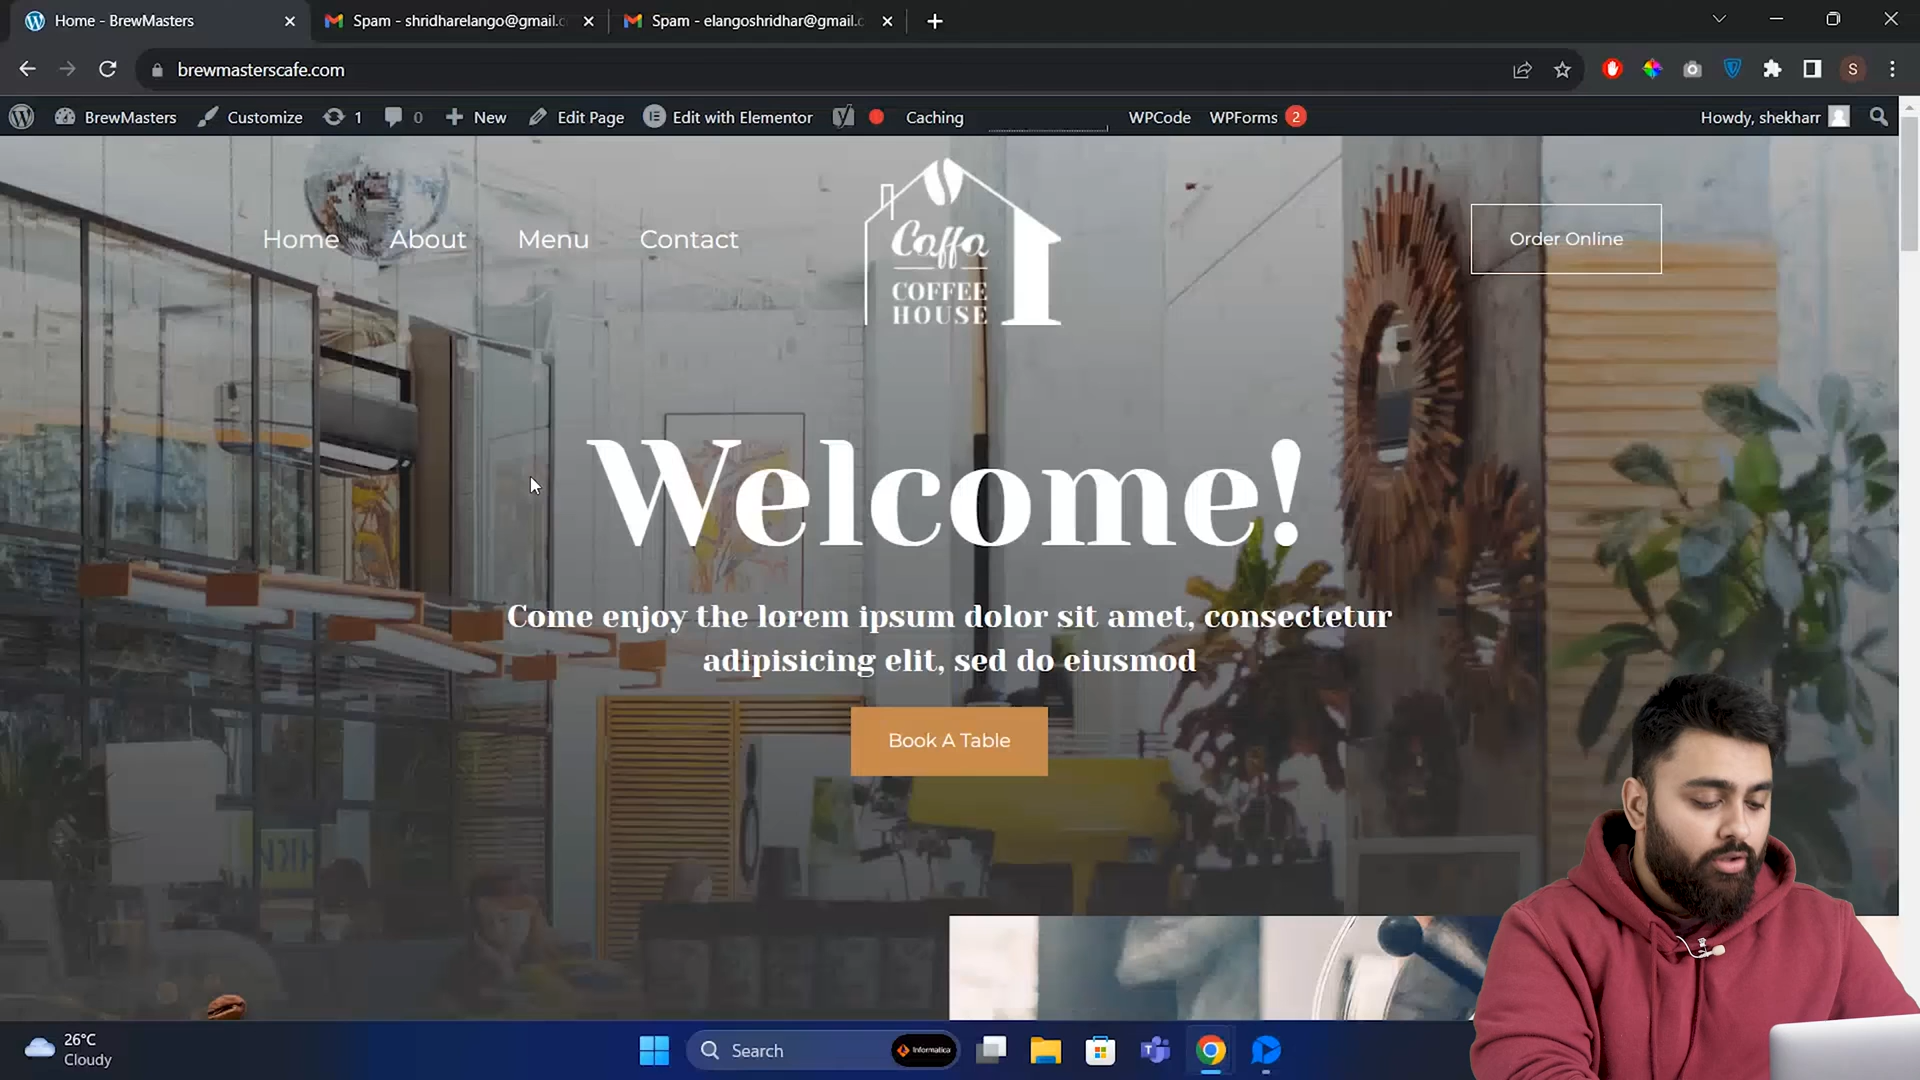 Home - BrewMasters
Spam - shridharelango@gmail.c
Spam - elangoshridhar@gmail.c
brewmasterscafe.com
S
BrewMasters
Customize
1
0
New
Edit Page
Edit with Elementor
Caching
WPCode
WPForms 2
Howdy, shekharr
Home
About
Menu
Contact
Caffa
COFFEE
HOUSE
Order Online
Welcome!
Come enjoy the lorem ipsum dolor sit amet, consectetur
adipisicing elit, sed do eiusmod
Book A Table
26°C
Cloudy
Search
Informatica